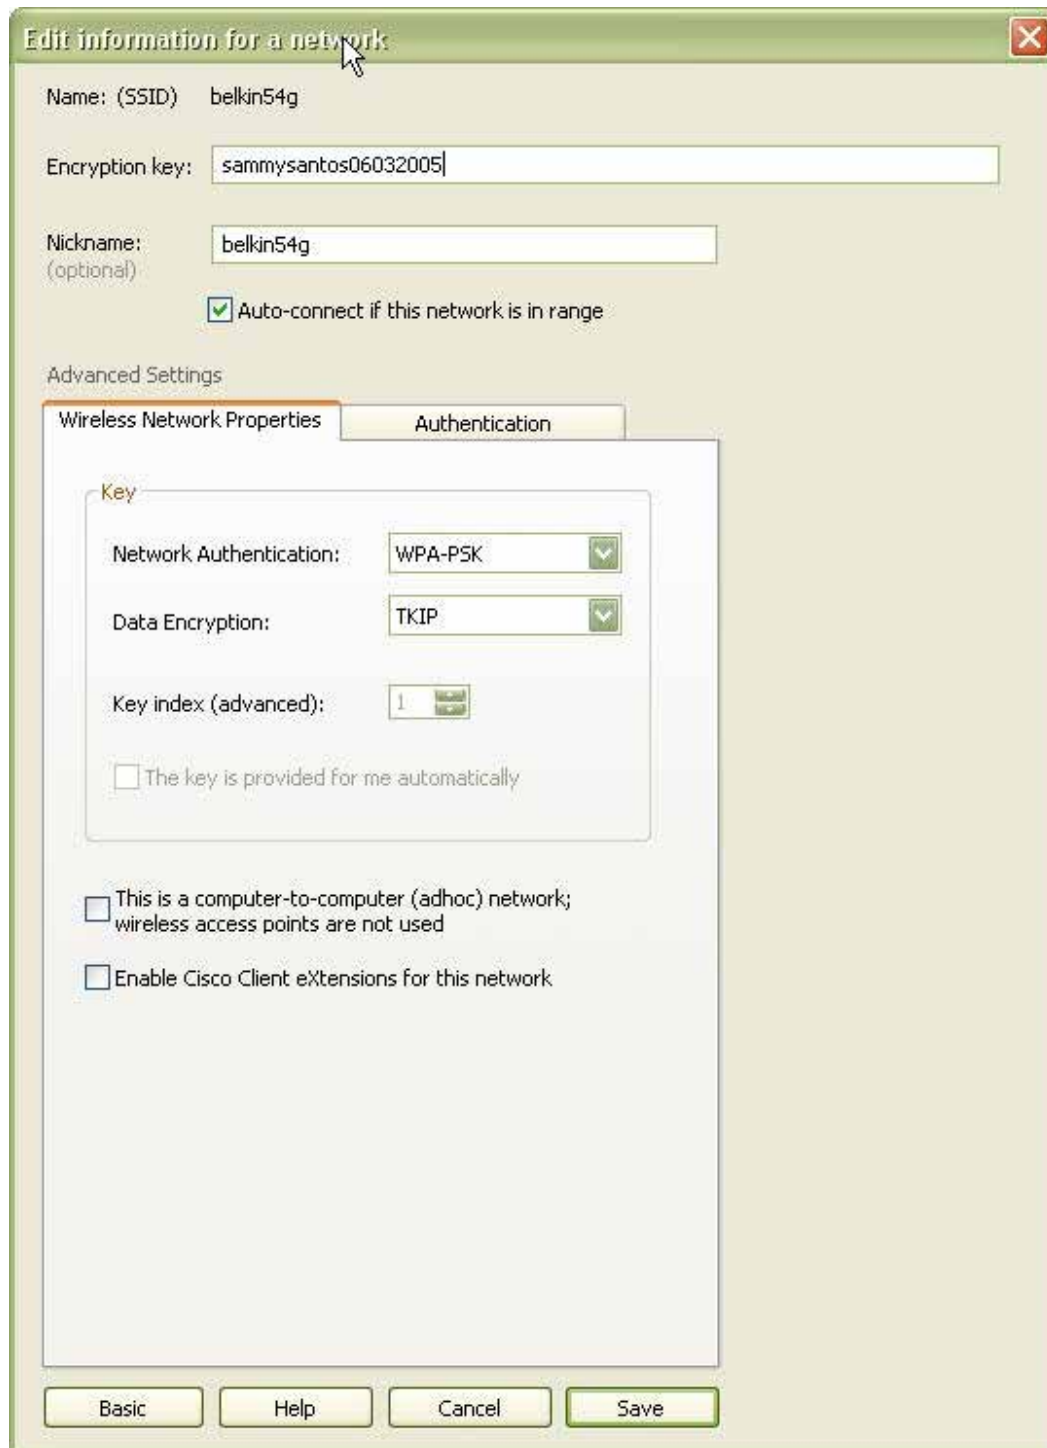 Edit information for a network
Name: (SSID) belkin54g
Encryption key: sammysantos06032005
Nickname: belkin54g
(optional)
Auto-connect if this network is in range
Advanced Settings
Wireless Network Properties Authentication
Key
Network Authentication: WPA-PSK
Data Encryption: TKIP
Key index (advanced): 1
The key is provided for me automatically
This is a computer-to-computer (adhoc) network;
wireless access points are not used
Enable Cisco Client eXtensions for this network
Basic Help Cancel Save